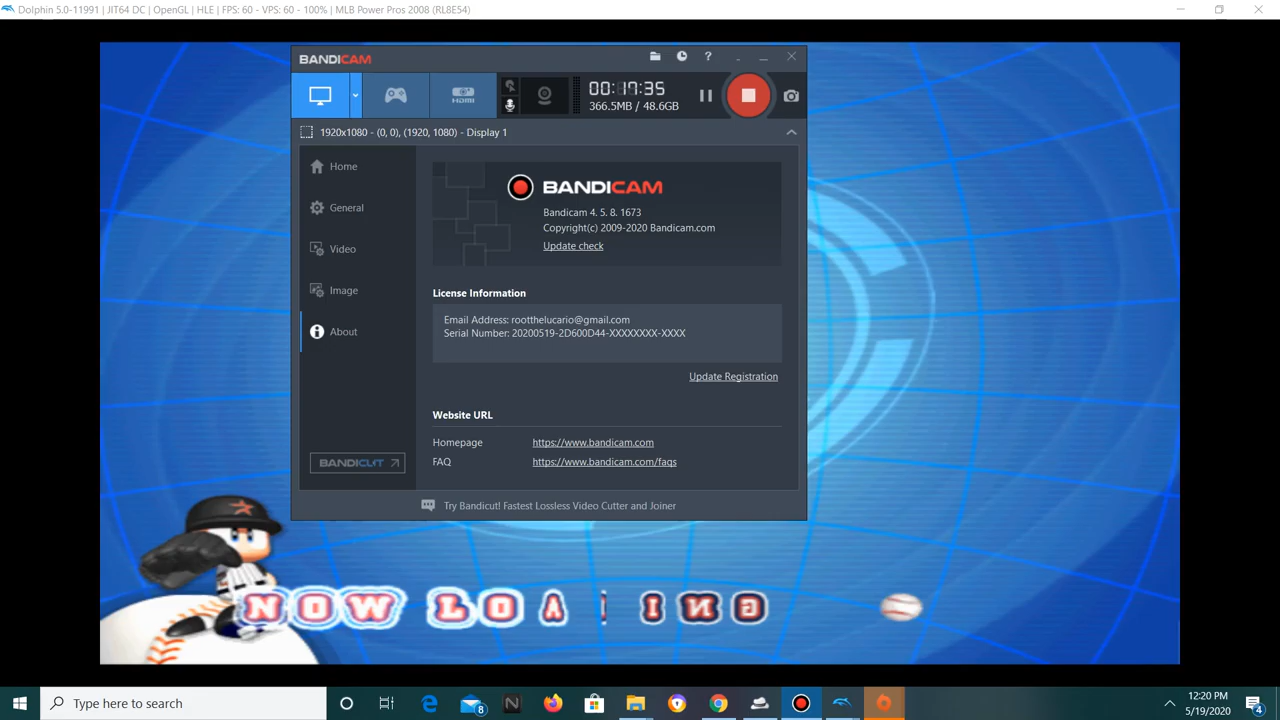 Dolphin 5.0-11991 | JIT64 DC | OpenGL | HLE | FPS: 60 - VPS: 60 - 100% | MLB Power Pros 2008 (RL8E54)
BANDICAM
HDMI
00:17:35
366.5MB / 48.6GB
1920x1080 - (0, 0), (1920, 1080) - Display 1
Home
General
Video
Image
About
BANDICUT
BANDICAM
Bandicam 4. 5. 8. 1673
Copyright(c) 2009-2020 Bandicam.com
Update check
License Information
Email Address: rootthelucario@gmail.com
Serial Number: 20200519-2D600D44-XXXXXXXX-XXXX
Update Registration
Website URL
Homepage https://www.bandicam.com
FAQ https://www.bandicam.com/faqs
Try Bandicut! Fastest Lossless Video Cutter and Joiner
NOW LOADING
Type here to search
8
N
12:20 PM
5/19/2020
4